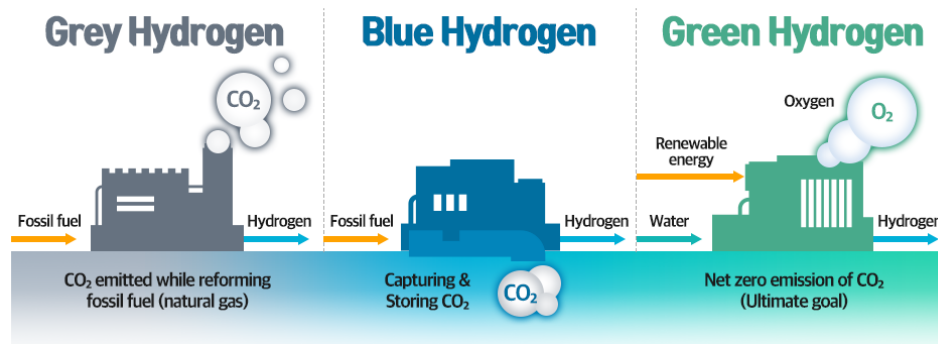 Grey Hydrogen
CO₂
Fossil fuel
Hydrogen
CO₂ emitted while reforming
fossil fuel (natural gas)
Blue Hydrogen
Fossil fuel
Hydrogen
Capturing &
Storing CO₂
CO₂
Green Hydrogen
Oxygen
O₂
Renewable
energy
Water
Hydrogen
Net zero emission of CO₂
(Ultimate goal)